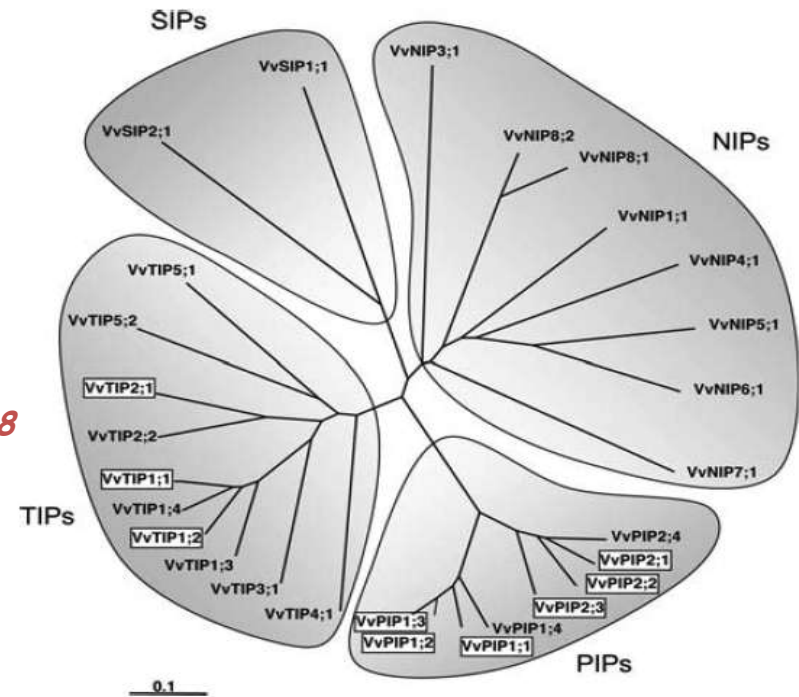 SIPs
VvSIP1;1
VvSIP2;1
VvNIP3;1
VvNIP8;2
VvNIP8;1
NIPs
VvNIP1;1
VvNIP4;1
VvNIP5;1
VvNIP6;1
VvNIP7;1
VvTIP5;1
VvTIP5;2
VvTIP2;1
8
VvTIP2;2
VvTIP1;1
VvTIP1;4
TIPs
VvTIP1;2
VvTIP1;3
VvTIP3;1
VvTIP4;1
VvPIP2;4
VvPIP2;1
VvPIP2;2
VvPIP2;3
VvPIP1;3
VvPIP1;4
VvPIP1;2
VvPIP1;1
PIPs
0.1